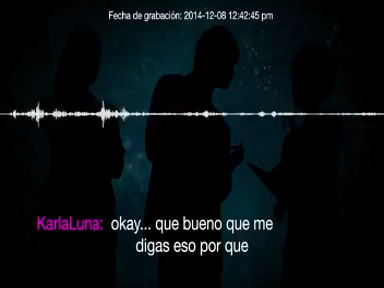 Fecha de grabación: 2014-12-08 12:42:45 pm
KarlaLuna: okay... que bueno que me
digas eso por que